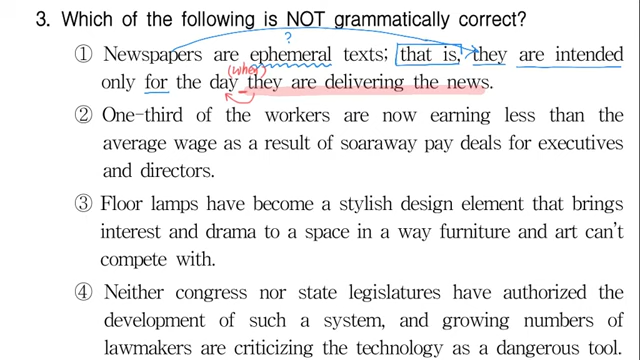 3. Which of the following is NOT grammatically correct?
?
① Newspapers are ephemeral texts; that is, they are intended
(when)
only for the day they are delivering the news.
② One-third of the workers are now earning less than the
average wage as a result of soaraway pay deals for executives
and directors.
③ Floor lamps have become a stylish design element that brings
interest and drama to a space in a way furniture and art can't
compete with.
④ Neither congress nor state legislatures have authorized the
development of such a system, and growing numbers of
lawmakers are criticizing the technology as a dangerous tool.